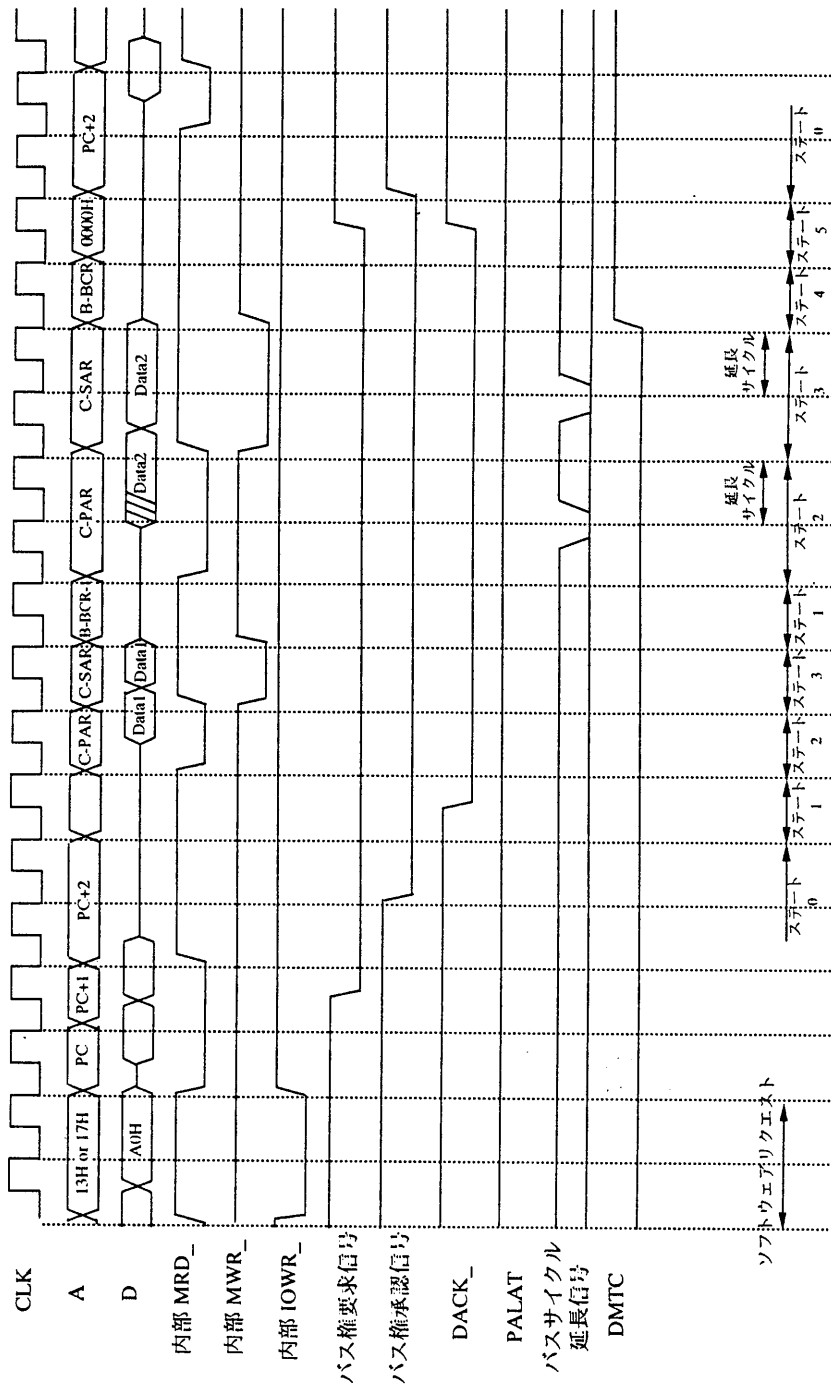 CLK
A
13H or 17H
PC
PC+1
PC+2
C-PAR
C-SAR
B-BCR-1
C-PAR
C-SAR
B-BCR
0000H
PC+2
D
A0H
Data1
Data1
Data2
Data2
内部 MRD_
内部 MWR_
内部 IOWR_
バス権要求信号
バス権承認信号
DACK_
PALAT
バスサイクル
延長信号
DMTC
延長
サイクル
延長
サイクル
ソフトウェアリクエスト
ステート
0
ステート
1
ステート
2
ステート
3
ステート
1
ステート
2
ステート
3
ステート
4
ステート
5
ステート
0